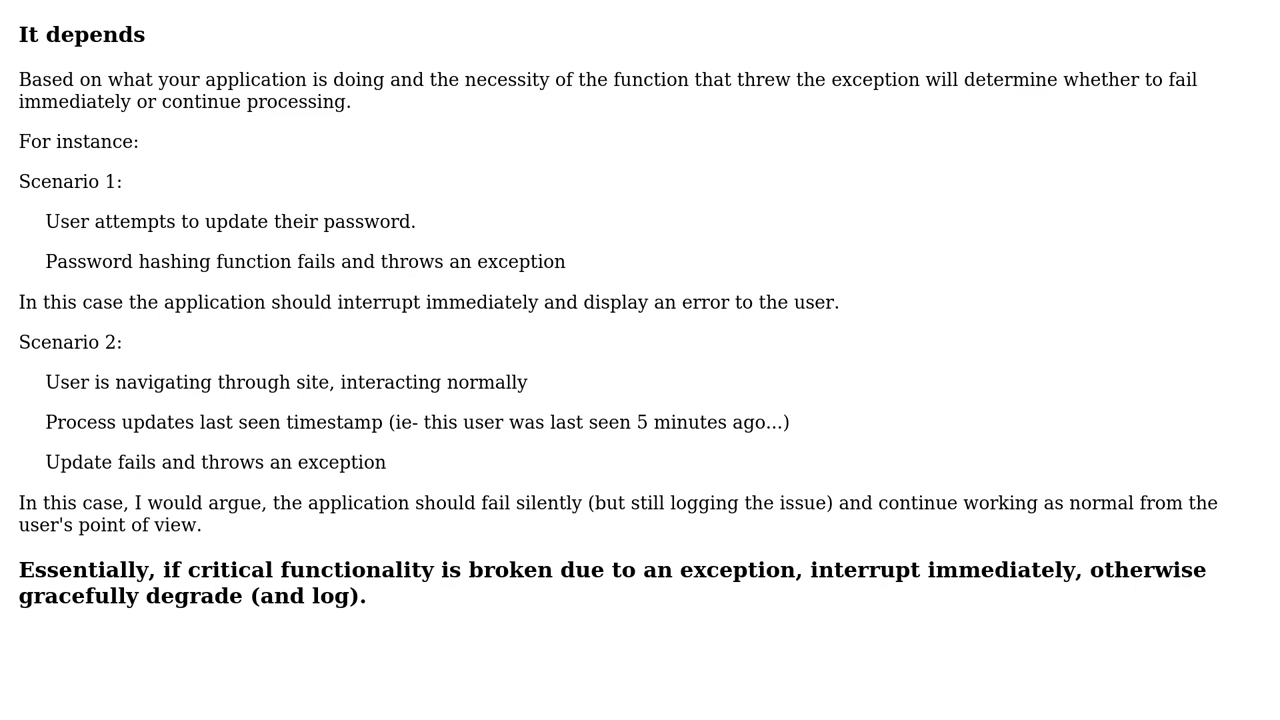 It depends
Based on what your application is doing and the necessity of the function that threw the exception will determine whether to fail
immediately or continue processing.
For instance:
Scenario 1:
User attempts to update their password.
Password hashing function fails and throws an exception
In this case the application should interrupt immediately and display an error to the user.
Scenario 2:
User is navigating through site, interacting normally
Process updates last seen timestamp (ie- this user was last seen 5 minutes ago...)
Update fails and throws an exception
In this case, I would argue, the application should fail silently (but still logging the issue) and continue working as normal from the
user's point of view.
Essentially, if critical functionality is broken due to an exception, interrupt immediately, otherwise
gracefully degrade (and log).